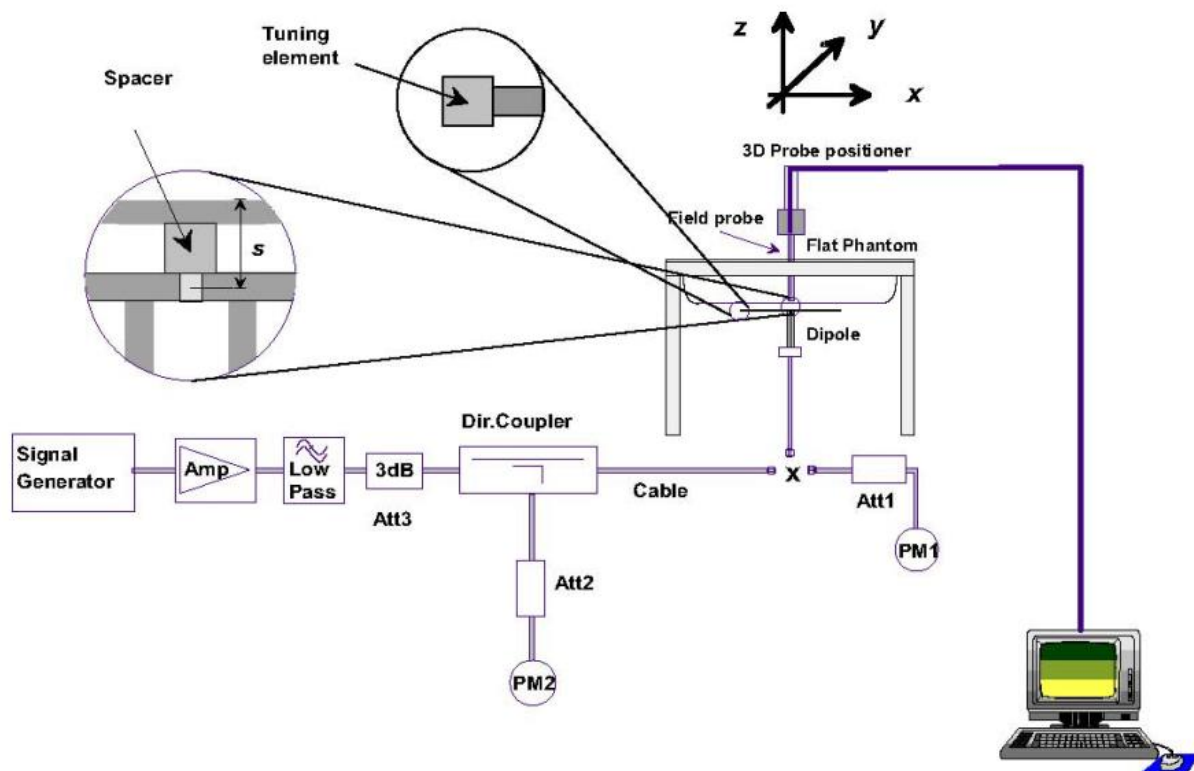 Tuning
element
Spacer
s
z
y
x
3D Probe positioner
Field probe
Flat Phantom
Dipole
Dir.Coupler
Signal
Generator
Amp
Low
Pass
3dB
Att3
Cable
X
Att1
PM1
Att2
PM2